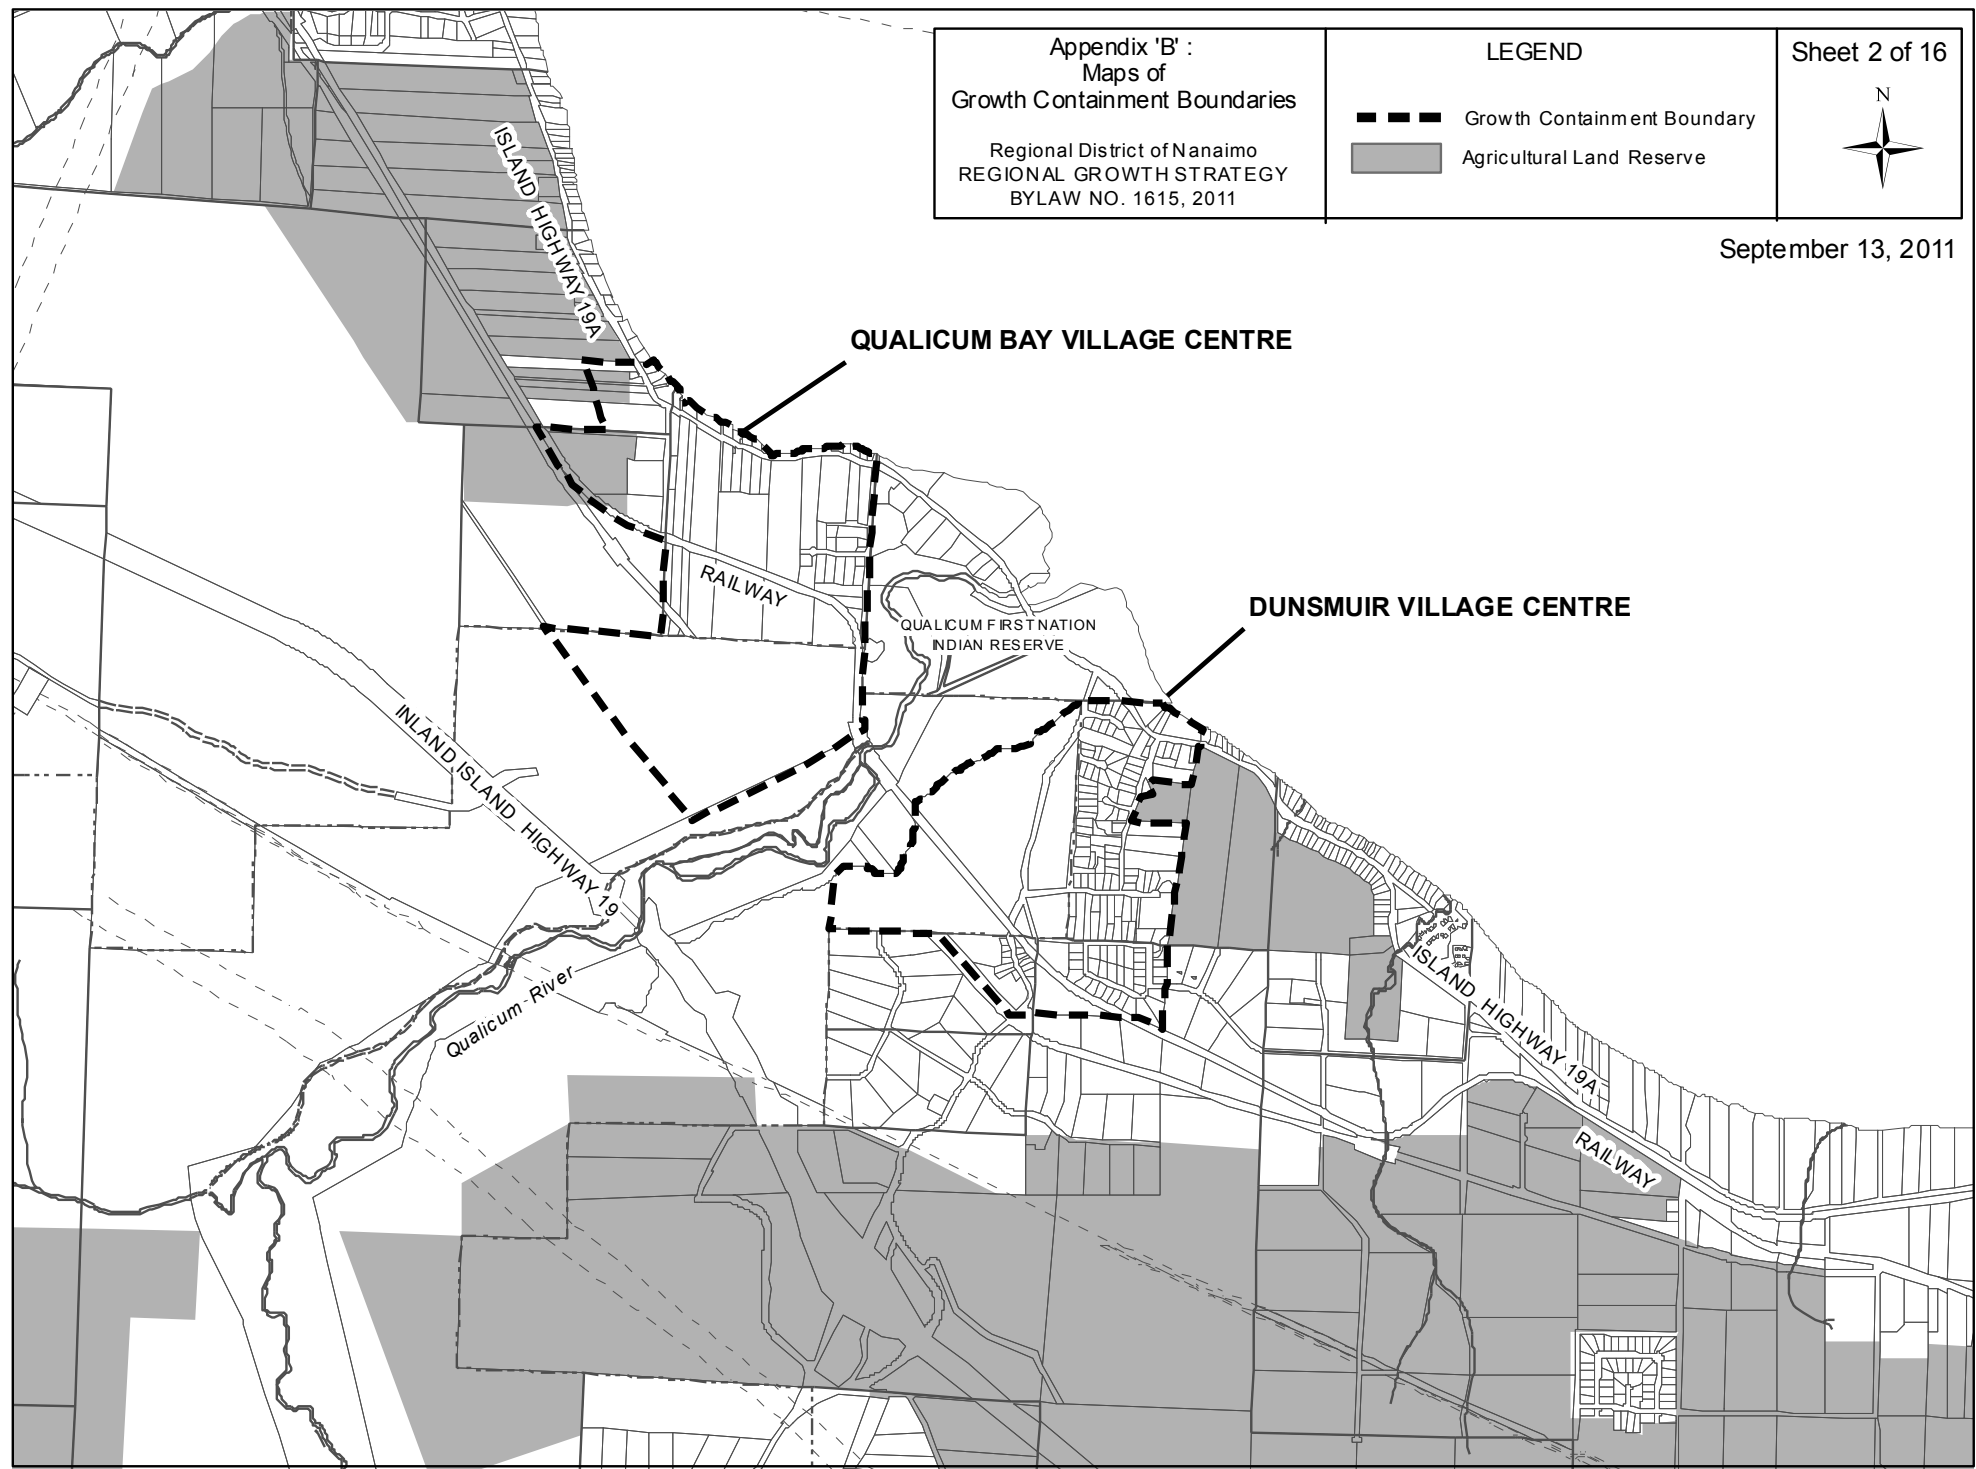 Appendix 'B' :
Maps of
Growth Containment Boundaries
Regional District of Nanaimo
REGIONAL GROWTH STRATEGY
BYLAW NO. 1615, 2011
LEGEND
Growth Containment Boundary
Agricultural Land Reserve
Sheet 2 of 16
N
September 13, 2011
ISLAND HIGHWAY 19A
QUALICUM BAY VILLAGE CENTRE
RAILWAY
DUNSMUIR VILLAGE CENTRE
QUALICUM FIRST NATION
INDIAN RESERVE
INLAND ISLAND HIGHWAY 19
Qualicum River
ISLAND HIGHWAY 19A
RAILWAY